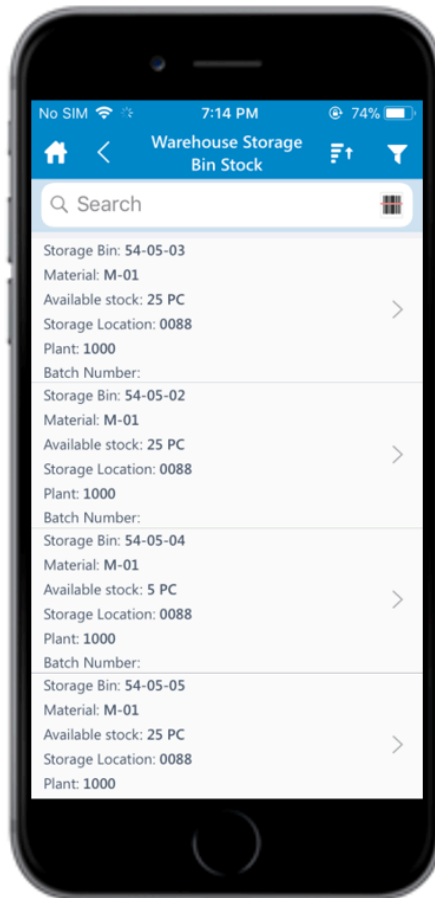 No SIM 7:14 PM 74%
Warehouse Storage
Bin Stock
Search
Storage Bin: 54-05-03
Material: M-01
Available stock: 25 PC
Storage Location: 0088
Plant: 1000
Batch Number:
Storage Bin: 54-05-02
Material: M-01
Available stock: 25 PC
Storage Location: 0088
Plant: 1000
Batch Number:
Storage Bin: 54-05-04
Material: M-01
Available stock: 5 PC
Storage Location: 0088
Plant: 1000
Batch Number:
Storage Bin: 54-05-05
Material: M-01
Available stock: 25 PC
Storage Location: 0088
Plant: 1000